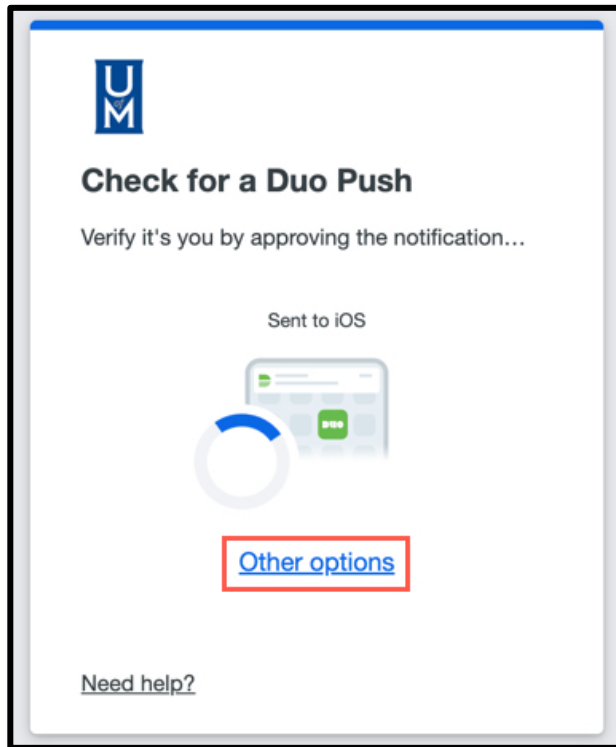 U
of
M
Check for a Duo Push
Verify it's you by approving the notification…
Sent to iOS
DUO
Other options
Need help?